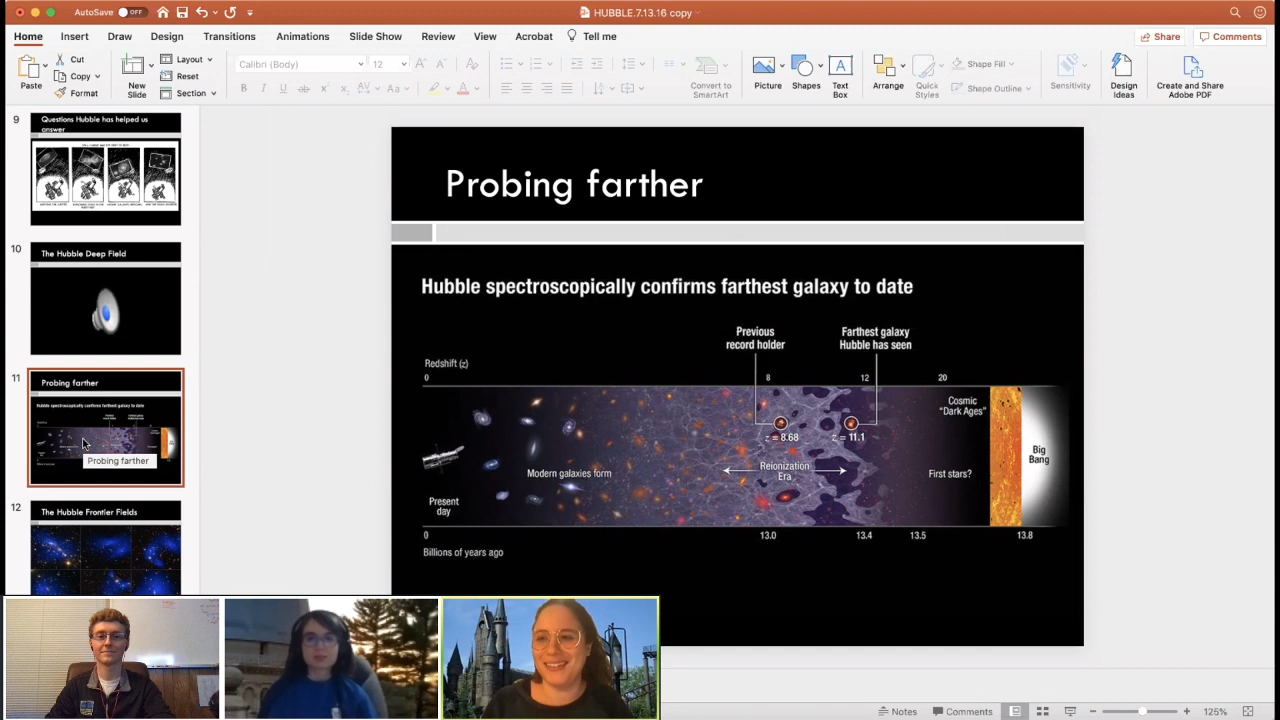 AutoSave OFF
HUBBLE.7.13.16 copy
Home Insert Draw Design Transitions Animations Slide Show Review View Acrobat Tell me
Share Comments
Paste
Cut
Copy
Format
New
Slide
Layout
Reset
Section
Calibri (Body) 12
Convert to
SmartArt
Picture
Shapes
Text
Box
Arrange
Quick
Styles
Shape Fill
Shape Outline
Sensitivity
Design
Ideas
Create and Share
Adobe PDF
9
Questions Hubble has helped us
answer
10
The Hubble Deep Field
11
Probing farther
Hubble spectroscopically confirms farthest galaxy to date
Probing farther
12
The Hubble Frontier Fields
Probing farther
Hubble spectroscopically confirms farthest galaxy to date
Previous
record holder
Farthest galaxy
Hubble has seen
Redshift (z)
0 8 12 20
Cosmic
"Dark Ages"
z = 8.68 z = 11.1
Reionization
Era
Modern galaxies form
First stars?
Big
Bang
Present
day
0 13.0 13.4 13.5 13.8
Billions of years ago
Notes Comments 125%